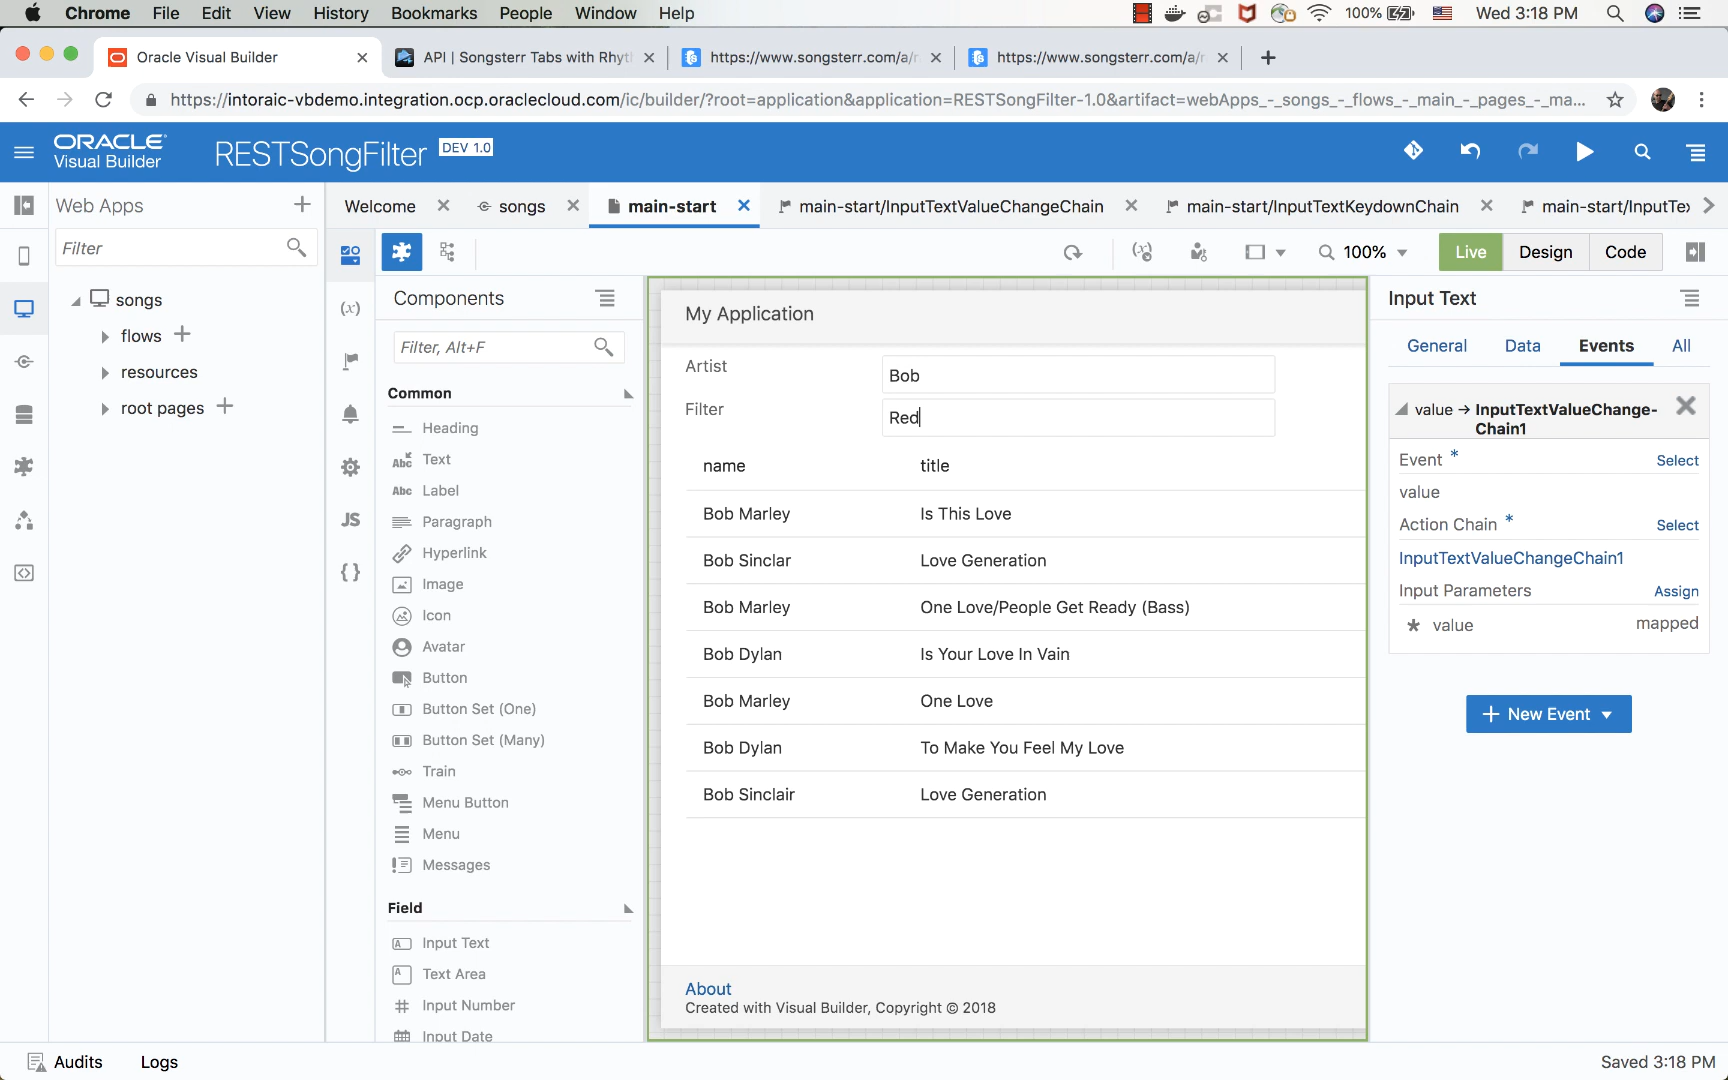 Chrome File Edit View History Bookmarks People Window Help 100% Wed 3:18 PM
Oracle Visual Builder
API | Songsterr Tabs with Rhyt
https://www.songsterr.com/a/r
https://www.songsterr.com/a/r
https://intoraic-vbdemo.integration.ocp.oraclecloud.com/ic/builder/?root=application&application=RESTSongFilter-1.0&artifact=webApps_-_songs_-_flows_-_main_-_pages_-_ma...
ORACLE
Visual Builder
RESTSongFilter DEV 1.0
Web Apps
Filter
songs
flows
resources
root pages
Welcome
songs
main-start
main-start/InputTextValueChangeChain
main-start/InputTextKeydownChain
main-start/InputTex
100%
Live Design Code
Components
Filter, Alt+F
Common
Heading
Text
Label
Paragraph
Hyperlink
Image
Icon
Avatar
Button
Button Set (One)
Button Set (Many)
Train
Menu Button
Menu
Messages
Field
Input Text
Text Area
Input Number
Input Date
(x)
JS
{ }
My Application
Artist Bob
Filter Red
name title
Bob Marley Is This Love
Bob Sinclar Love Generation
Bob Marley One Love/People Get Ready (Bass)
Bob Dylan Is Your Love In Vain
Bob Marley One Love
Bob Dylan To Make You Feel My Love
Bob Sinclair Love Generation
About
Created with Visual Builder, Copyright © 2018
Input Text
General Data Events All
value → InputTextValueChange-
Chain1
Event * Select
value
Action Chain * Select
InputTextValueChangeChain1
Input Parameters Assign
* value mapped
+ New Event
Audits Logs
Saved 3:18 PM